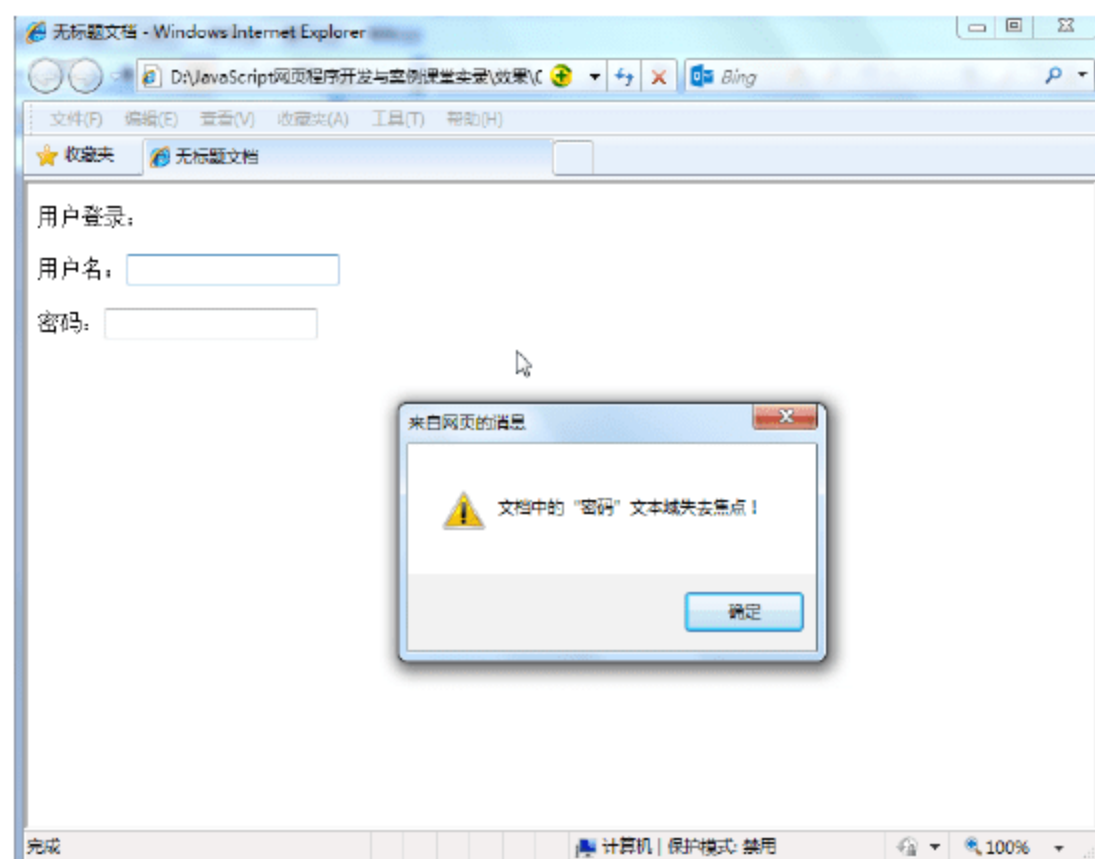 无标题文档 - Windows Internet Explorer
D:\JavaScript网页程序开发与案例课堂实录\效果\C
Bing
文件(F) 编辑(E) 查看(V) 收藏夹(A) 工具(T) 帮助(H)
收藏夹 无标题文档
用户登录：
用户名：
密码：
来自网页的消息
文档中的“密码”文本域失去焦点！
确定
完成 计算机 | 保护模式: 禁用 100%